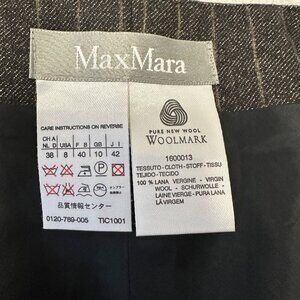 MaxMara
CARE INSTRUCTIONS ON REVERSE
NL D USA F B GB J I
38 8 40 10 42
品質情報センター
0120-789-005 TIC1001
PURE NEW WOOL
WOOLMARK
1600013
TESSUTO - CLOTH - STOFF - TISSU
TEJIDO - TECIDO
100 % LANA VERGINE - VIRGIN
WOOL - SCHURWOLLE -
LAINE VIERGE - PURA LANA
LÃ VIRGEM